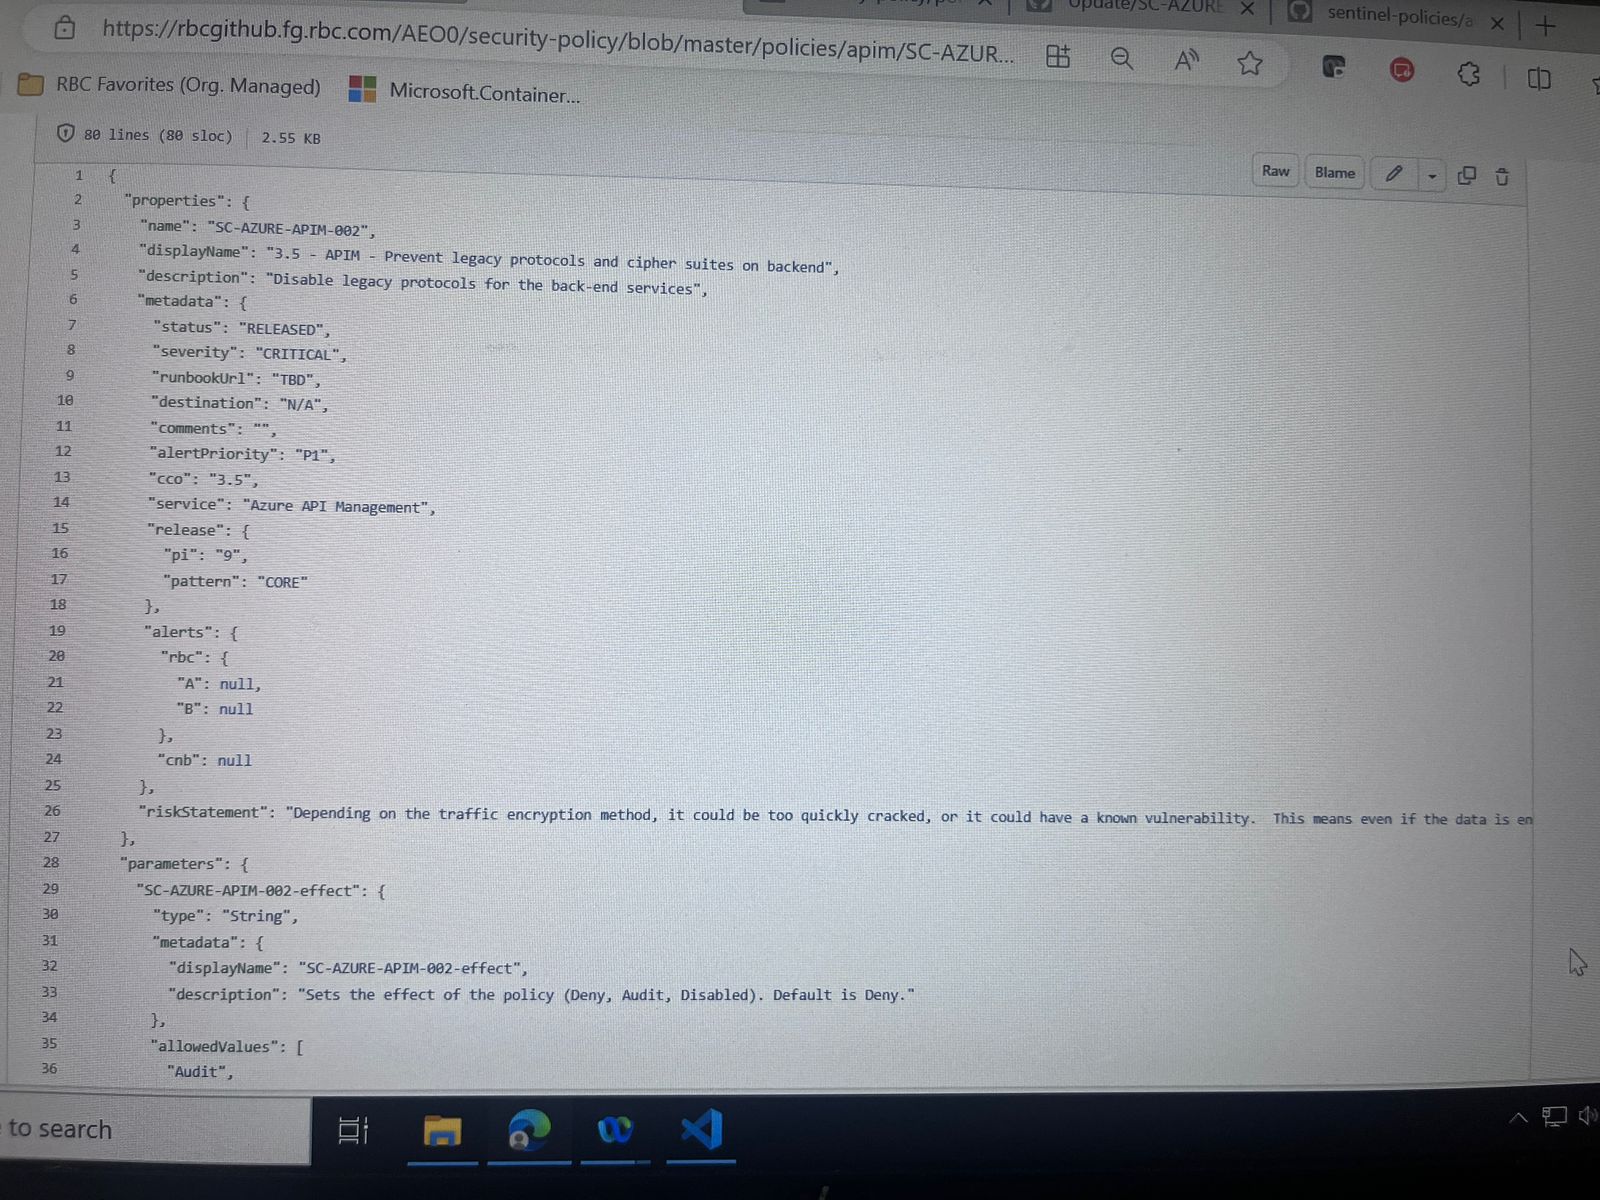 Update/SC-AZURE
sentinel-policies/a
https://rbcgithub.fg.rbc.com/AEO0/security-policy/blob/master/policies/apim/SC-AZUR...
RBC Favorites (Org. Managed)
Microsoft.Container...
80 lines (80 sloc) 2.55 KB
Raw Blame
1 {
2 "properties": {
3 "name": "SC-AZURE-APIM-002",
4 "displayName": "3.5 - APIM - Prevent legacy protocols and cipher suites on backend",
5 "description": "Disable legacy protocols for the back-end services",
6 "metadata": {
7 "status": "RELEASED",
8 "severity": "CRITICAL",
9 "runbookUrl": "TBD",
10 "destination": "N/A",
11 "comments": "",
12 "alertPriority": "P1",
13 "cco": "3.5",
14 "service": "Azure API Management",
15 "release": {
16 "pi": "9",
17 "pattern": "CORE"
18 },
19 "alerts": {
20 "rbc": {
21 "A": null,
22 "B": null
23 },
24 "cnb": null
25 },
26 "riskStatement": "Depending on the traffic encryption method, it could be too quickly cracked, or it could have a known vulnerability.  This means even if the data is en
27 },
28 "parameters": {
29 "SC-AZURE-APIM-002-effect": {
30 "type": "String",
31 "metadata": {
32 "displayName": "SC-AZURE-APIM-002-effect",
33 "description": "Sets the effect of the policy (Deny, Audit, Disabled). Default is Deny."
34 },
35 "allowedValues": [
36 "Audit",
to search